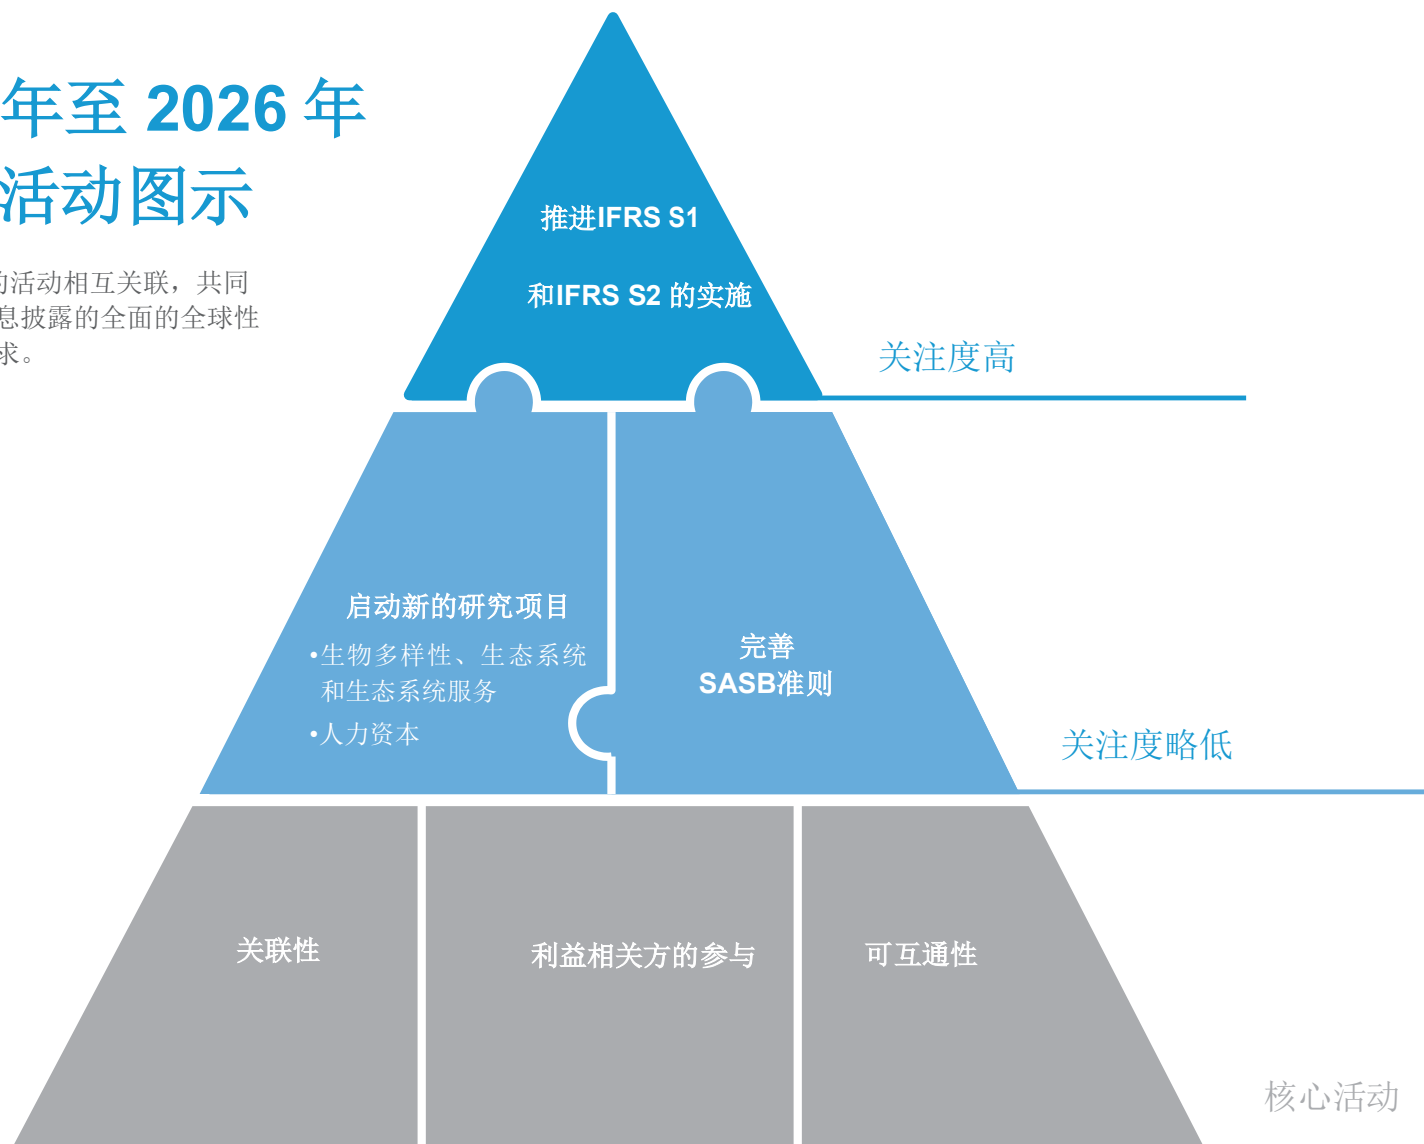 年至 2026 年
活动图示
的活动相互关联，共同
息披露的全面的全球性
求。
推进IFRS S1
和IFRS S2 的实施
关注度高
启动新的研究项目
•生物多样性、生态系统
和生态系统服务
•人力资本
完善
SASB准则
关注度略低
关联性
利益相关方的参与
可互通性
核心活动